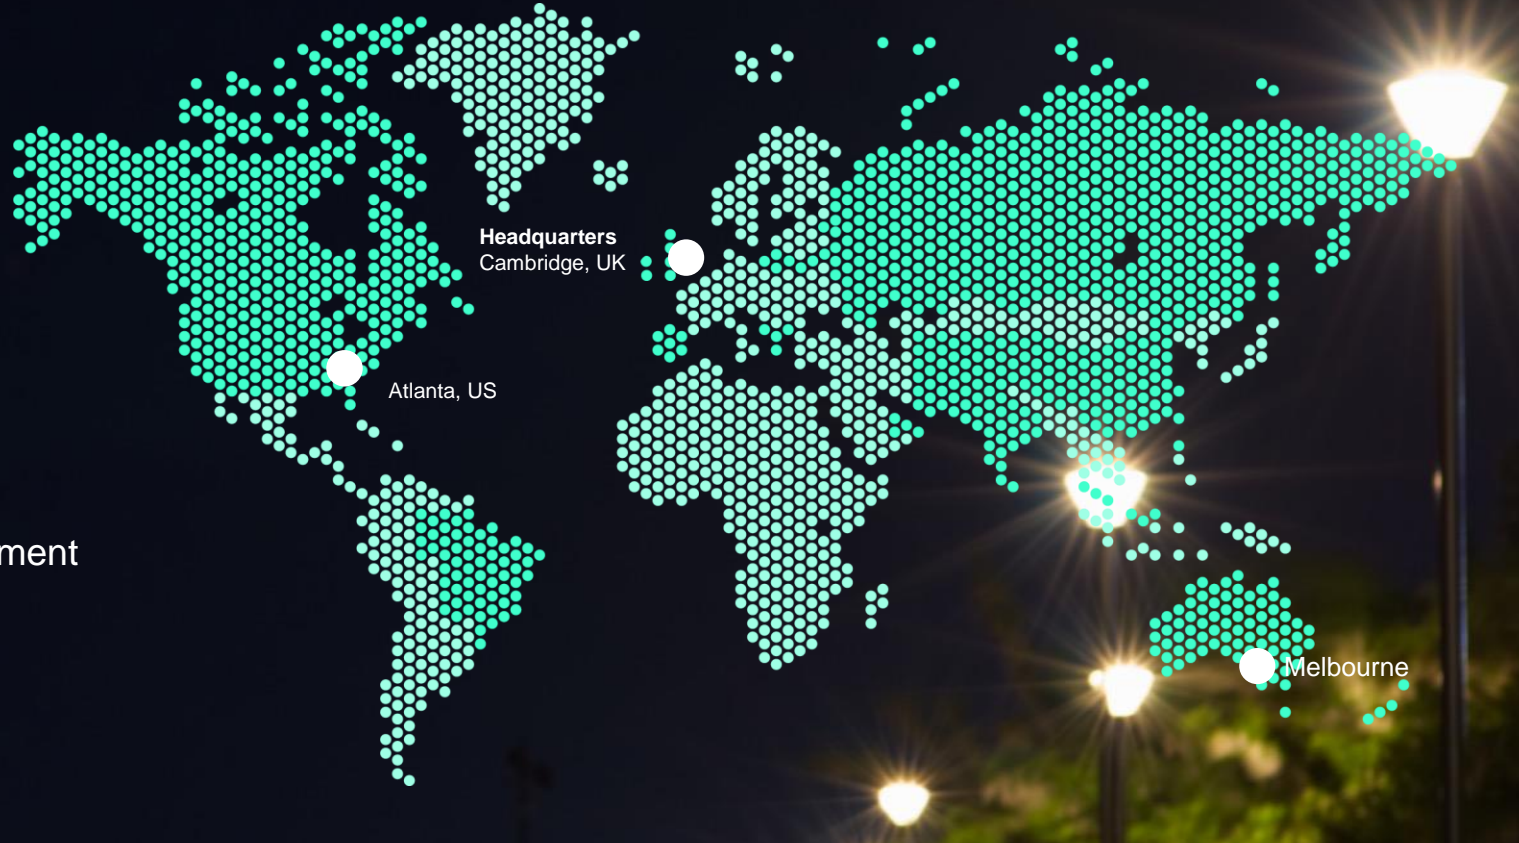 Headquarters
Cambridge, UK
Atlanta, US
ment
Melbourne